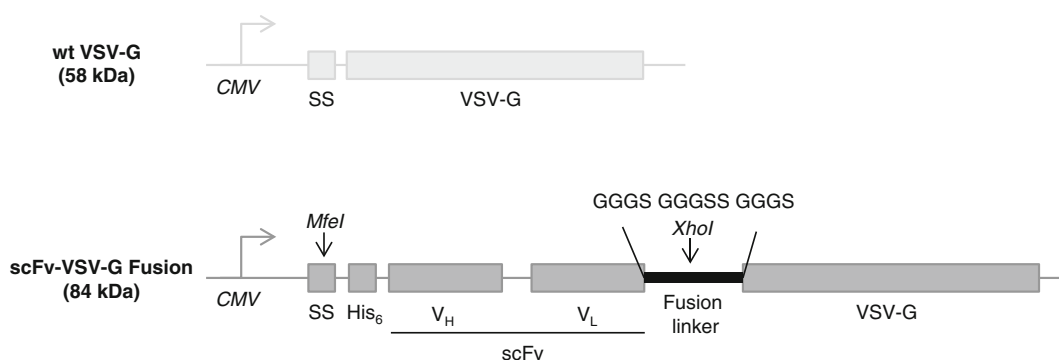 wt VSV-G
(58 kDa)
CMV
SS
VSV-G
GGGS GGGSS GGGS
MfeI
XhoI
scFv-VSV-G Fusion
(84 kDa)
CMV
SS
His6
VH
VL
Fusion
linker
VSV-G
scFv